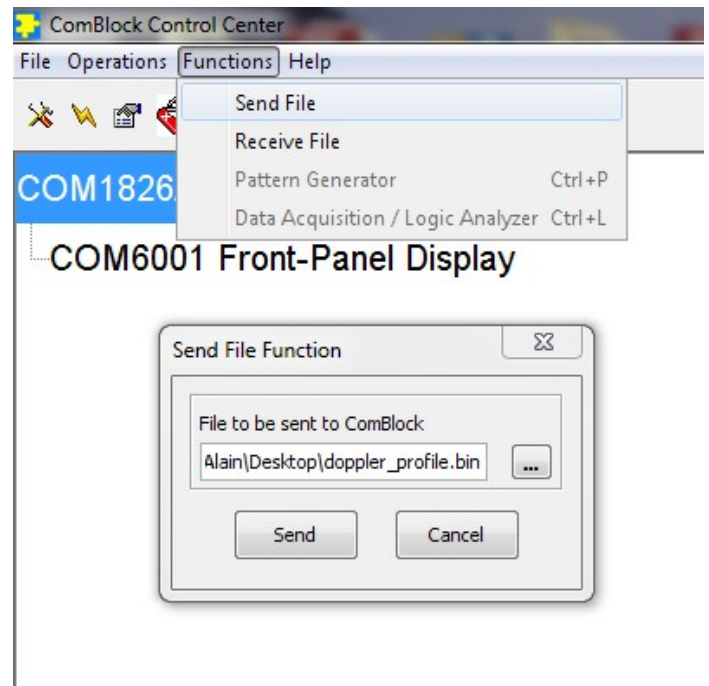 ComBlock Control Center
File Operations Functions Help
Send File
Receive File
Pattern Generator Ctrl+P
Data Acquisition / Logic Analyzer Ctrl+L
COM1826
COM6001 Front-Panel Display
Send File Function
File to be sent to ComBlock
Alain\Desktop\doppler_profile.bin
...
Send Cancel